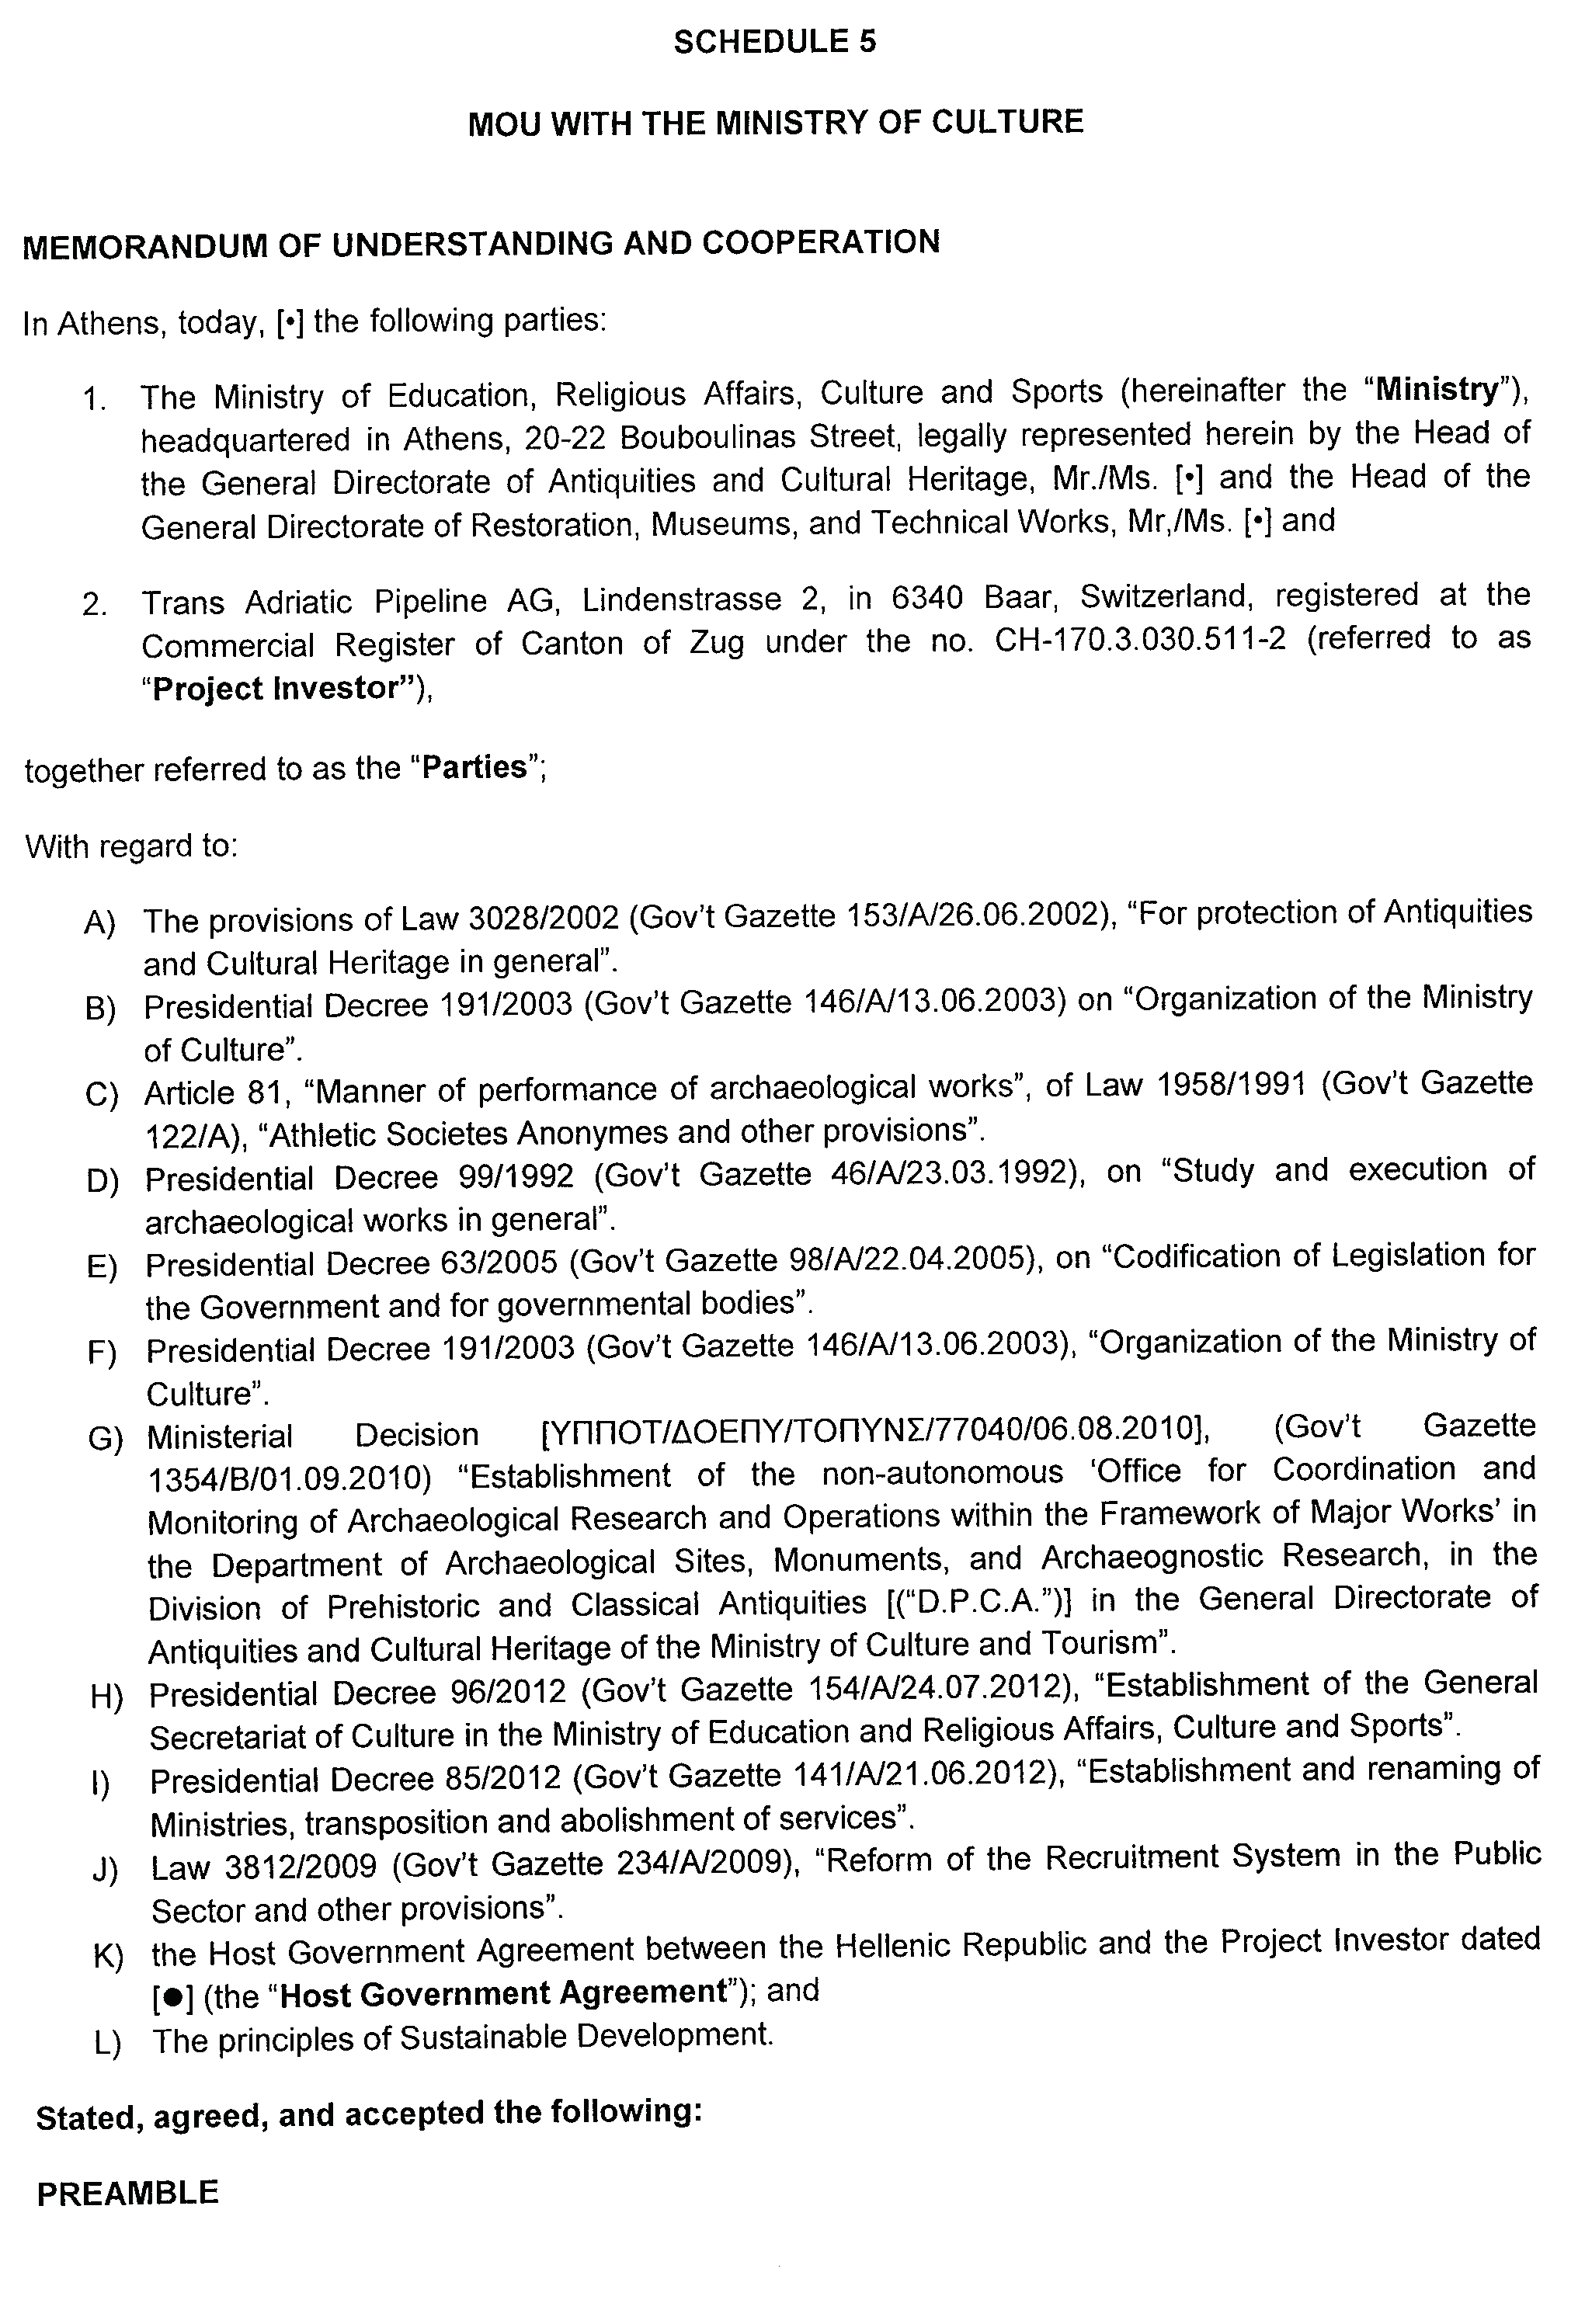 SCHEDULE 5
MOU WITH THE MINISTRY OF CULTURE
MEMORANDUM OF UNDERSTANDING AND COOPERATION
In Athens, today, [•] the following parties:
1. The Ministry of Education, Religious Affairs, Culture and Sports (hereinafter the “Ministry”),
headquartered in Athens, 20-22 Bouboulinas Street, legally represented herein by the Head of
the General Directorate of Antiquities and Cultural Heritage, Mr./Ms. [•] and the Head of the
General Directorate of Restoration, Museums, and Technical Works, Mr,/Ms. [•] and
2. Trans Adriatic Pipeline AG, Lindenstrasse 2, in 6340 Baar, Switzerland, registered at the
Commercial Register of Canton of Zug under the no. CH-170.3.030.511-2 (referred to as
“Project Investor”),
together referred to as the “Parties”;
With regard to:
A) The provisions of Law 3028/2002 (Gov’t Gazette 153/A/26.06.2002), “For protection of Antiquities
and Cultural Heritage in general”.
B) Presidential Decree 191/2003 (Gov’t Gazette 146/A/13.06.2003) on “Organization of the Ministry
of Culture”.
C) Article 81, “Manner of performance of archaeological works”, of Law 1958/1991 (Gov’t Gazette
122/A), “Athletic Societes Anonymes and other provisions”.
D) Presidential Decree 99/1992 (Gov’t Gazette 46/A/23.03.1992), on “Study and execution of
archaeological works in general”.
E) Presidential Decree 63/2005 (Gov’t Gazette 98/A/22.04.2005), on “Codification of Legislation for
the Government and for governmental bodies”.
F) Presidential Decree 191/2003 (Gov’t Gazette 146/A/13.06.2003), “Organization of the Ministry of
Culture”.
G) Ministerial Decision [ΥΠΠΟΤ/ΔΟΕΠΥ/ΤΟΠΥΝΣ/77040/06.08.2010], (Gov’t Gazette
1354/B/01.09.2010) “Establishment of the non-autonomous ‘Office for Coordination and
Monitoring of Archaeological Research and Operations within the Framework of Major Works’ in
the Department of Archaeological Sites, Monuments, and Archaeognostic Research, in the
Division of Prehistoric and Classical Antiquities [(“D.P.C.A.”)] in the General Directorate of
Antiquities and Cultural Heritage of the Ministry of Culture and Tourism”.
H) Presidential Decree 96/2012 (Gov’t Gazette 154/A/24.07.2012), “Establishment of the General
Secretariat of Culture in the Ministry of Education and Religious Affairs, Culture and Sports”.
I) Presidential Decree 85/2012 (Gov’t Gazette 141/A/21.06.2012), “Establishment and renaming of
Ministries, transposition and abolishment of services”.
J) Law 3812/2009 (Gov’t Gazette 234/A/2009), “Reform of the Recruitment System in the Public
Sector and other provisions”.
K) the Host Government Agreement between the Hellenic Republic and the Project Investor dated
[●] (the “Host Government Agreement”); and
L) The principles of Sustainable Development.
Stated, agreed, and accepted the following:
PREAMBLE